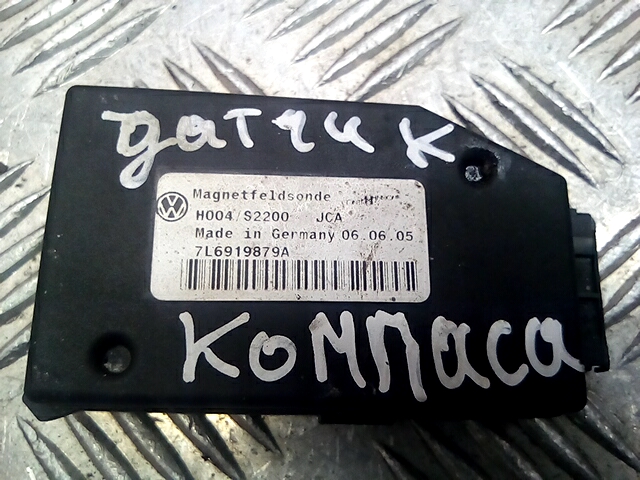 датчик
Magnetfeldsonde
H004/S2200 JCA
Made in Germany 06.06.05
7L6919879A
компаса